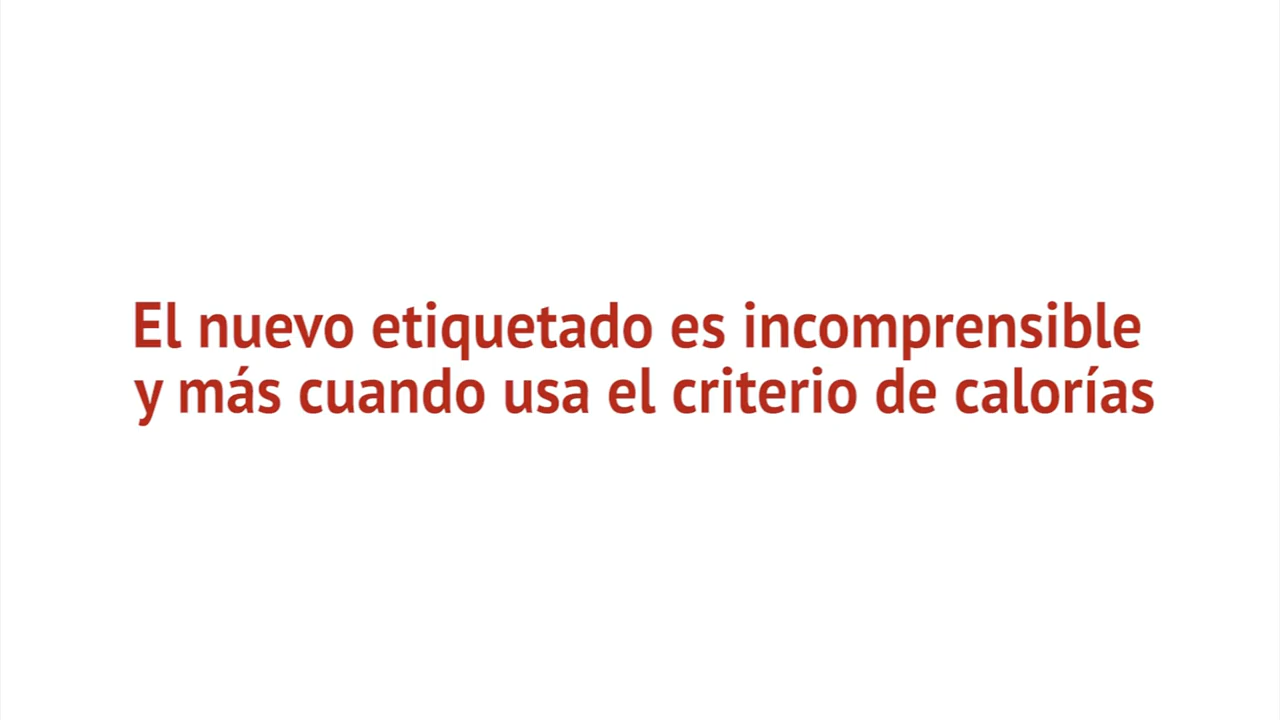 El nuevo etiquetado es incomprensible
y más cuando usa el criterio de calorías